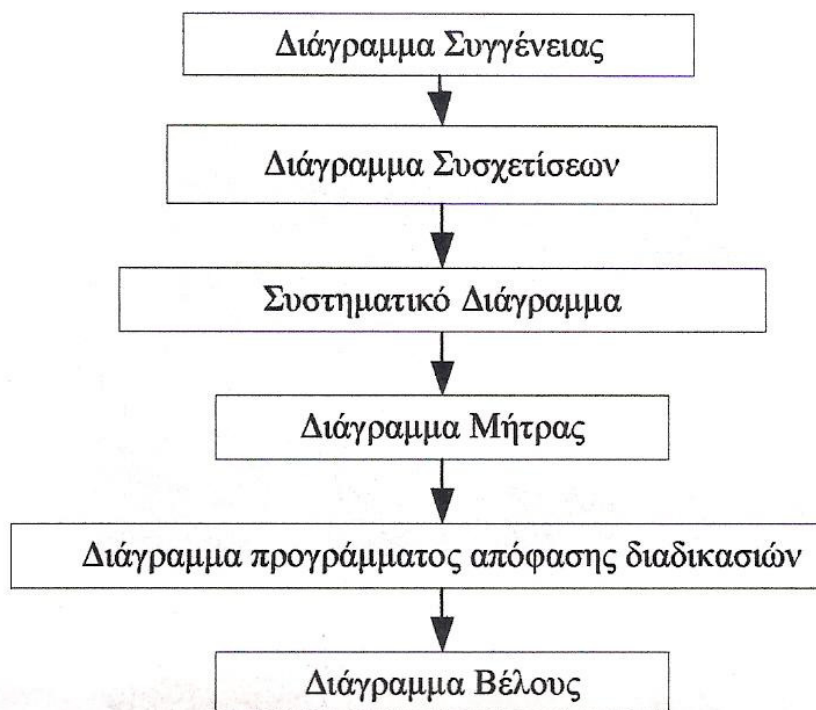 Διάγραμμα Συγγένειας
Διάγραμμα Συσχετίσεων
Συστηματικό Διάγραμμα
Διάγραμμα Μήτρας
Διάγραμμα προγράμματος απόφασης διαδικασιών
Διάγραμμα Βέλους